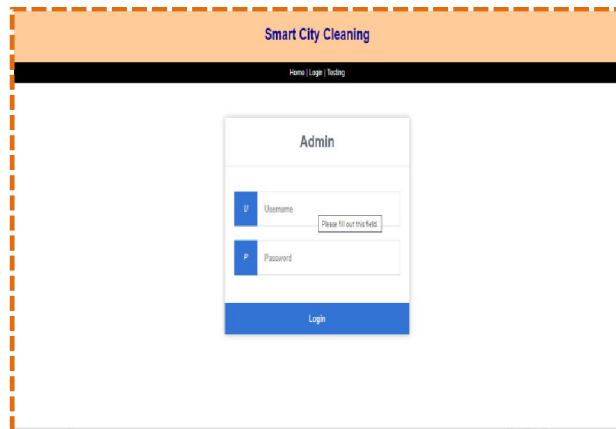 Smart City Cleaning
Home | Login | Testing
Admin
U
Username
Please fill out this field.
P
Password
Login